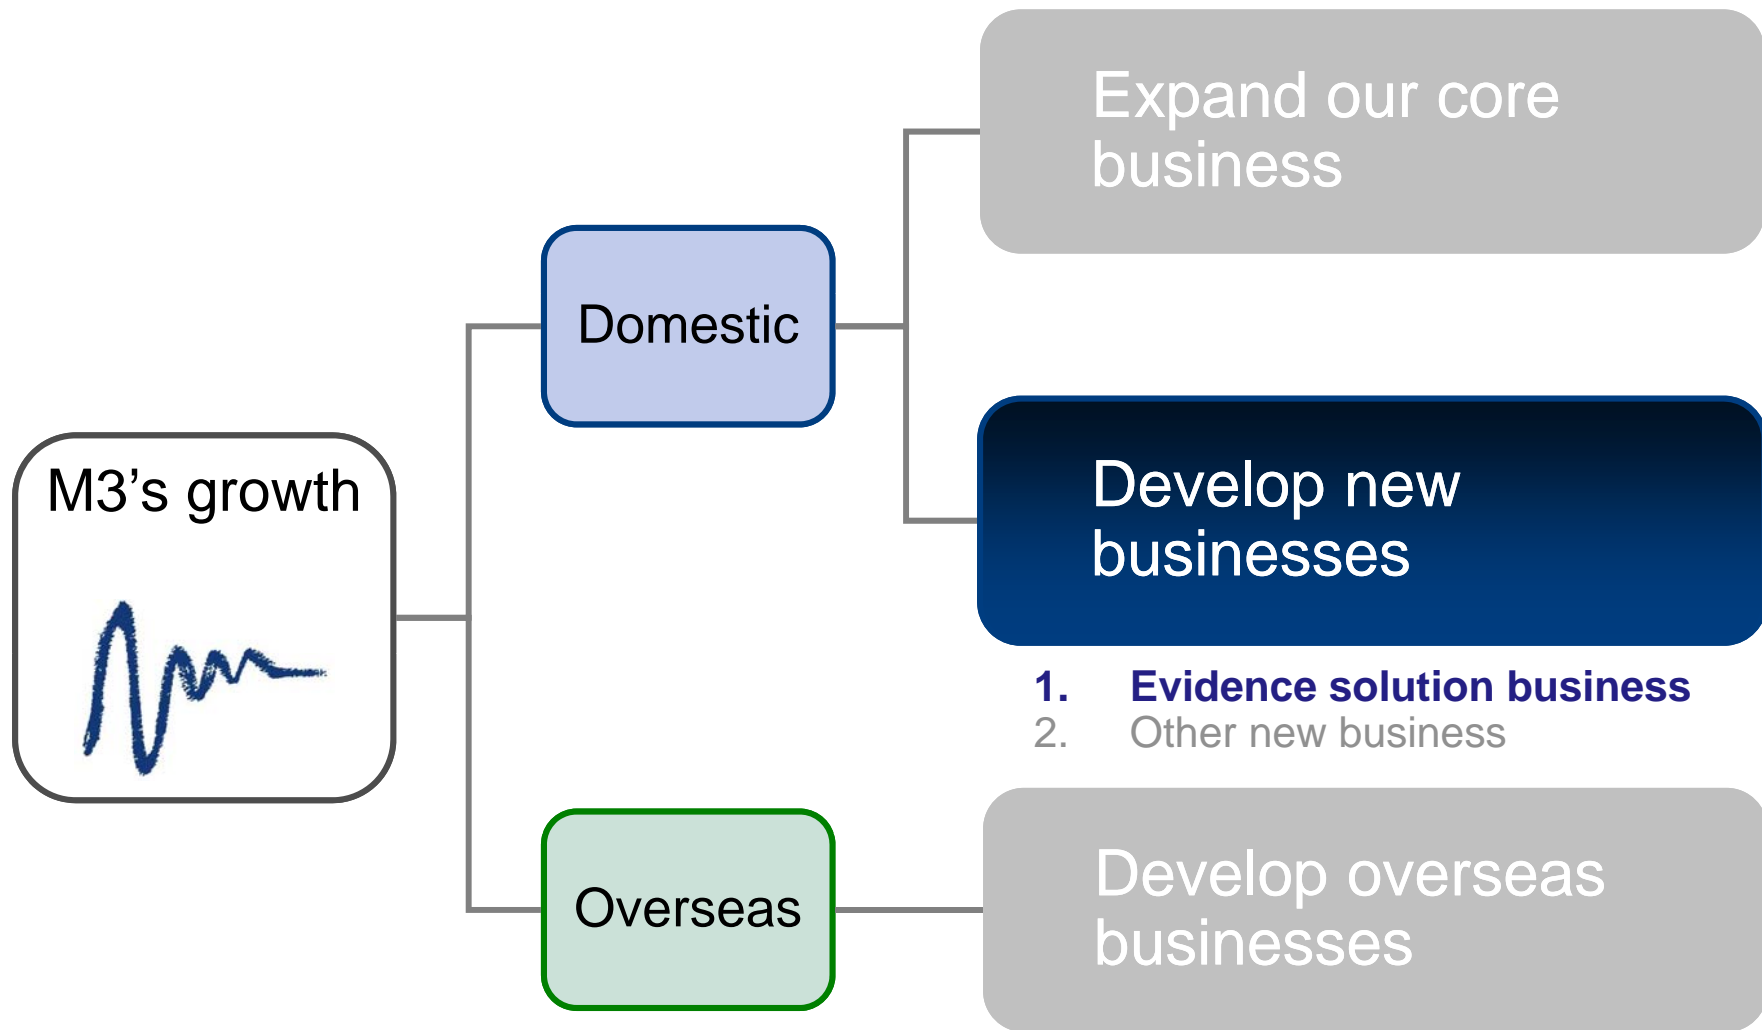 M3’s growth
Domestic
Overseas
Expand our core
business
Develop new
businesses
1. Evidence solution business
2. Other new business
Develop overseas
businesses